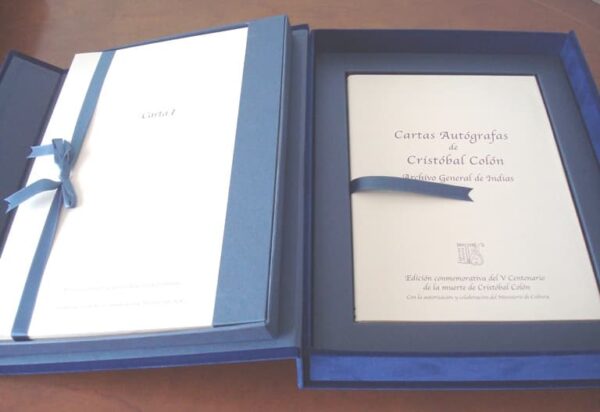 Carta I
Cartas Autógrafas
de
Cristóbal Colón
Archivo General de Indias
Edición conmemorativa del V Centenario
de la muerte de Cristóbal Colón
Con la autorización y colaboración del Ministerio de Cultura